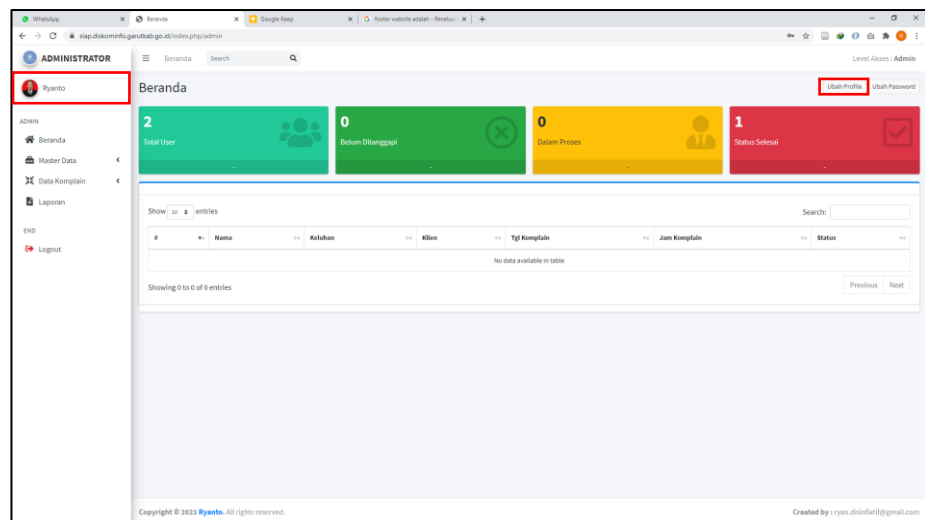 WhatsApp
Beranda
Google Keep
footer website adalah - Penelus
siap.diskominfo.garutkab.go.id/index.php/admin
ADMINISTRATOR
Beranda
Search
Level Akses : Admin
Ryanto
Beranda
Ubah Profile
Ubah Password
ADMIN
Beranda
Master Data
Data Komplain
Laporan
END
Logout
2
Total User
-
0
Belum Ditanggapi
-
0
Dalam Proses
-
1
Status Selesai
-
Show 10 entries
Search:
# Nama Keluhan Klien Tgl Komplain Jam Komplain Status
No data available in table
Showing 0 to 0 of 0 entries
Previous Next
Copyright © 2021 Ryanto. All rights reserved.
Created by : ryan.disinfixtif@gmail.com